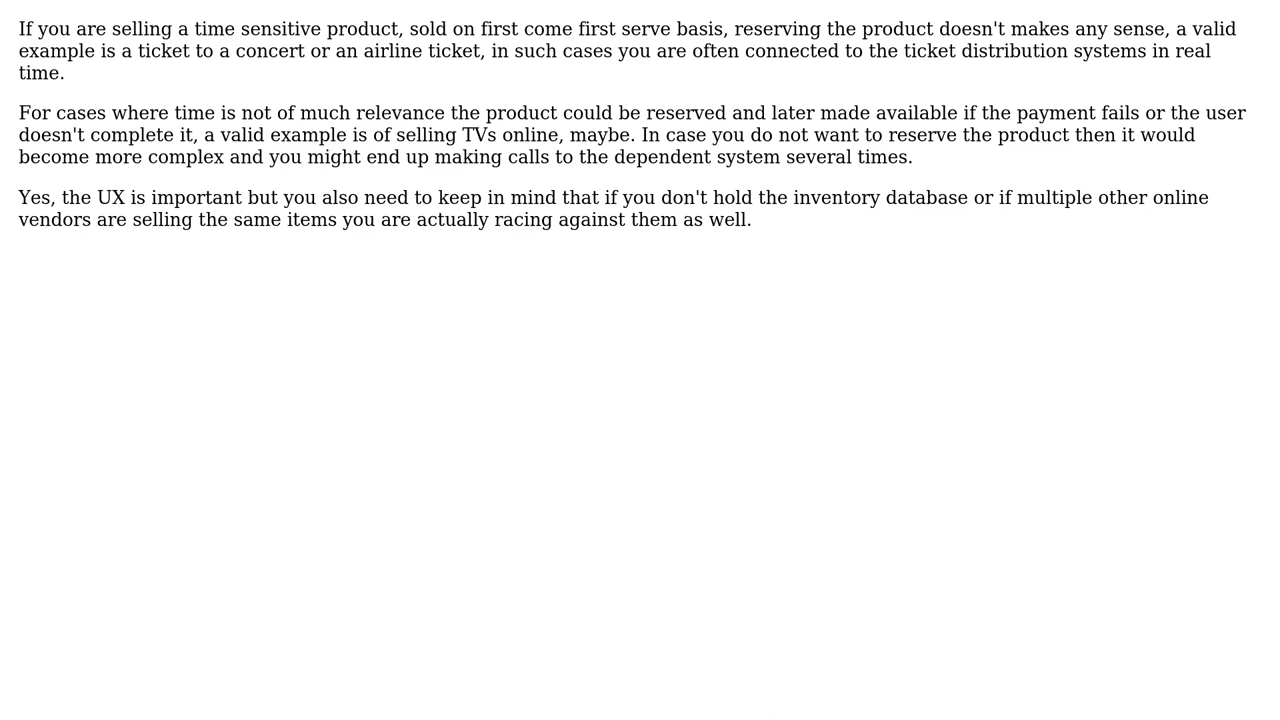 If you are selling a time sensitive product, sold on first come first serve basis, reserving the product doesn't makes any sense, a valid
example is a ticket to a concert or an airline ticket, in such cases you are often connected to the ticket distribution systems in real
time.
For cases where time is not of much relevance the product could be reserved and later made available if the payment fails or the user
doesn't complete it, a valid example is of selling TVs online, maybe. In case you do not want to reserve the product then it would
become more complex and you might end up making calls to the dependent system several times.
Yes, the UX is important but you also need to keep in mind that if you don't hold the inventory database or if multiple other online
vendors are selling the same items you are actually racing against them as well.